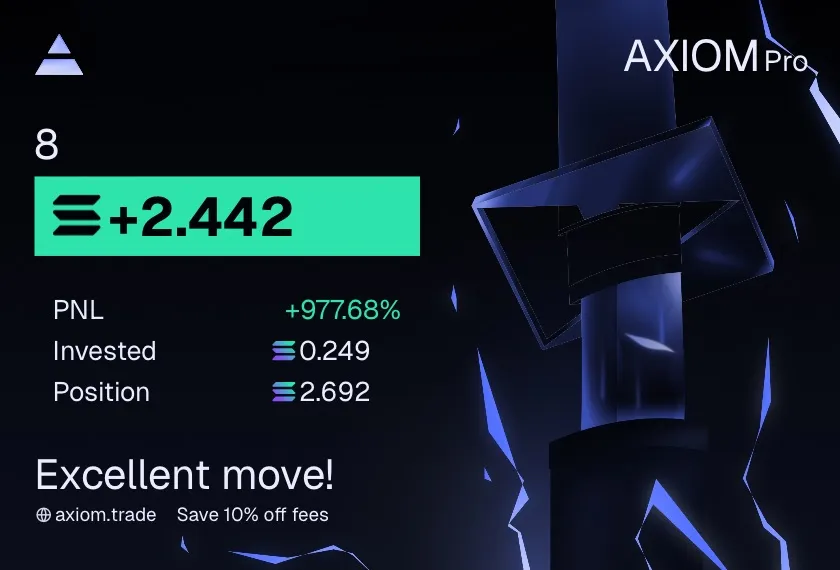 AXIOM Pro
8
+2.442
PNL +977.68%
Invested 0.249
Position 2.692
Excellent move!
axiom.trade Save 10% off fees